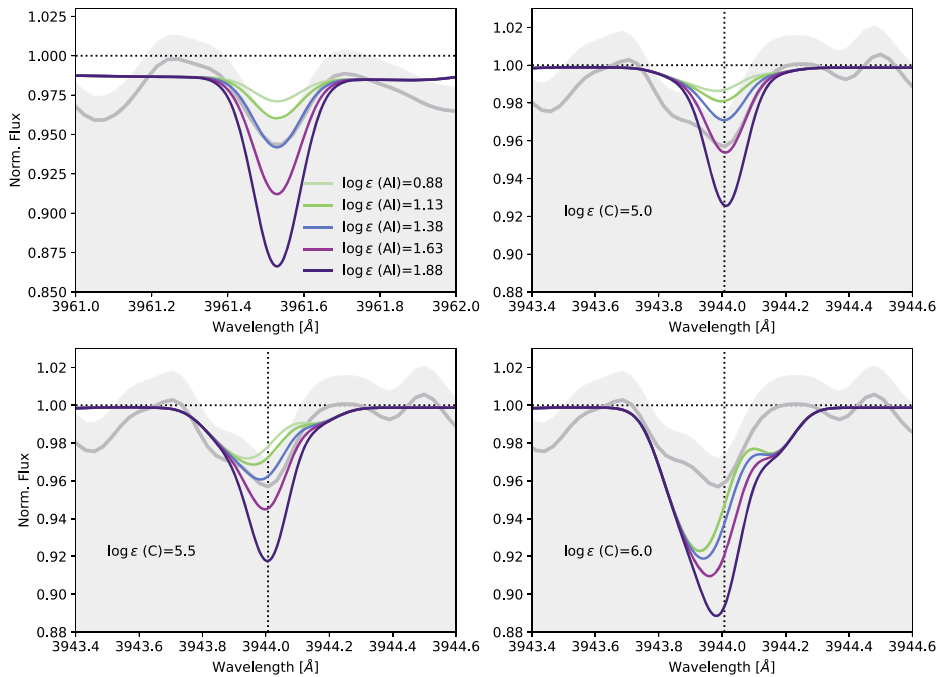 1.025
1.000
0.975
0.950
0.925
0.900
0.875
0.850
Norm. Flux
3961.0 3961.2 3961.4 3961.6 3961.8 3962.0
Wavelength [Å]
log ε (Al)=0.88
log ε (Al)=1.13
log ε (Al)=1.38
log ε (Al)=1.63
log ε (Al)=1.88
1.02
1.00
0.98
0.96
0.94
0.92
0.90
0.88
3943.4 3943.6 3943.8 3944.0 3944.2 3944.4 3944.6
Wavelength [Å]
log ε (C)=5.0
1.02
1.00
0.98
0.96
0.94
0.92
0.90
0.88
Norm. Flux
3943.4 3943.6 3943.8 3944.0 3944.2 3944.4 3944.6
Wavelength [Å]
log ε (C)=5.5
1.02
1.00
0.98
0.96
0.94
0.92
0.90
0.88
3943.4 3943.6 3943.8 3944.0 3944.2 3944.4 3944.6
Wavelength [Å]
log ε (C)=6.0